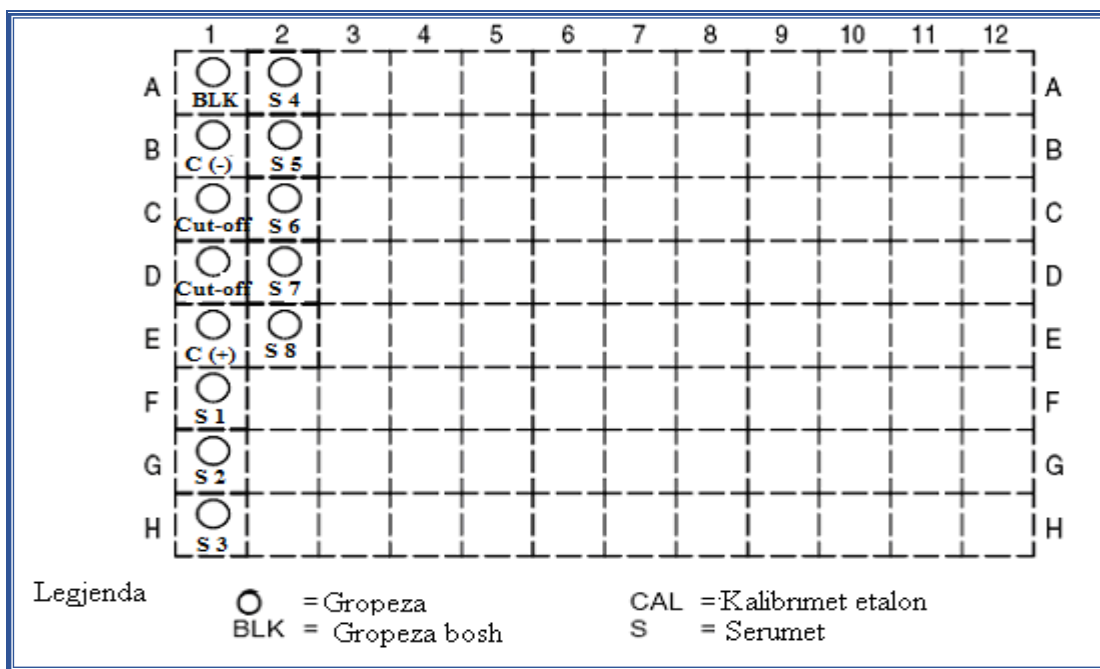 1 2 3 4 5 6 7 8 9 10 11 12
A BLK S 4 A
B C (-) S 5 B
C Cut-off S 6 C
D Cut-off S 7 D
E C (+) S 8 E
F S 1 F
G S 2 G
H S 3 H
Legjenda
= Gropeza CAL = Kalibrimet etalon
BLK = Gropeza bosh S = Serumet